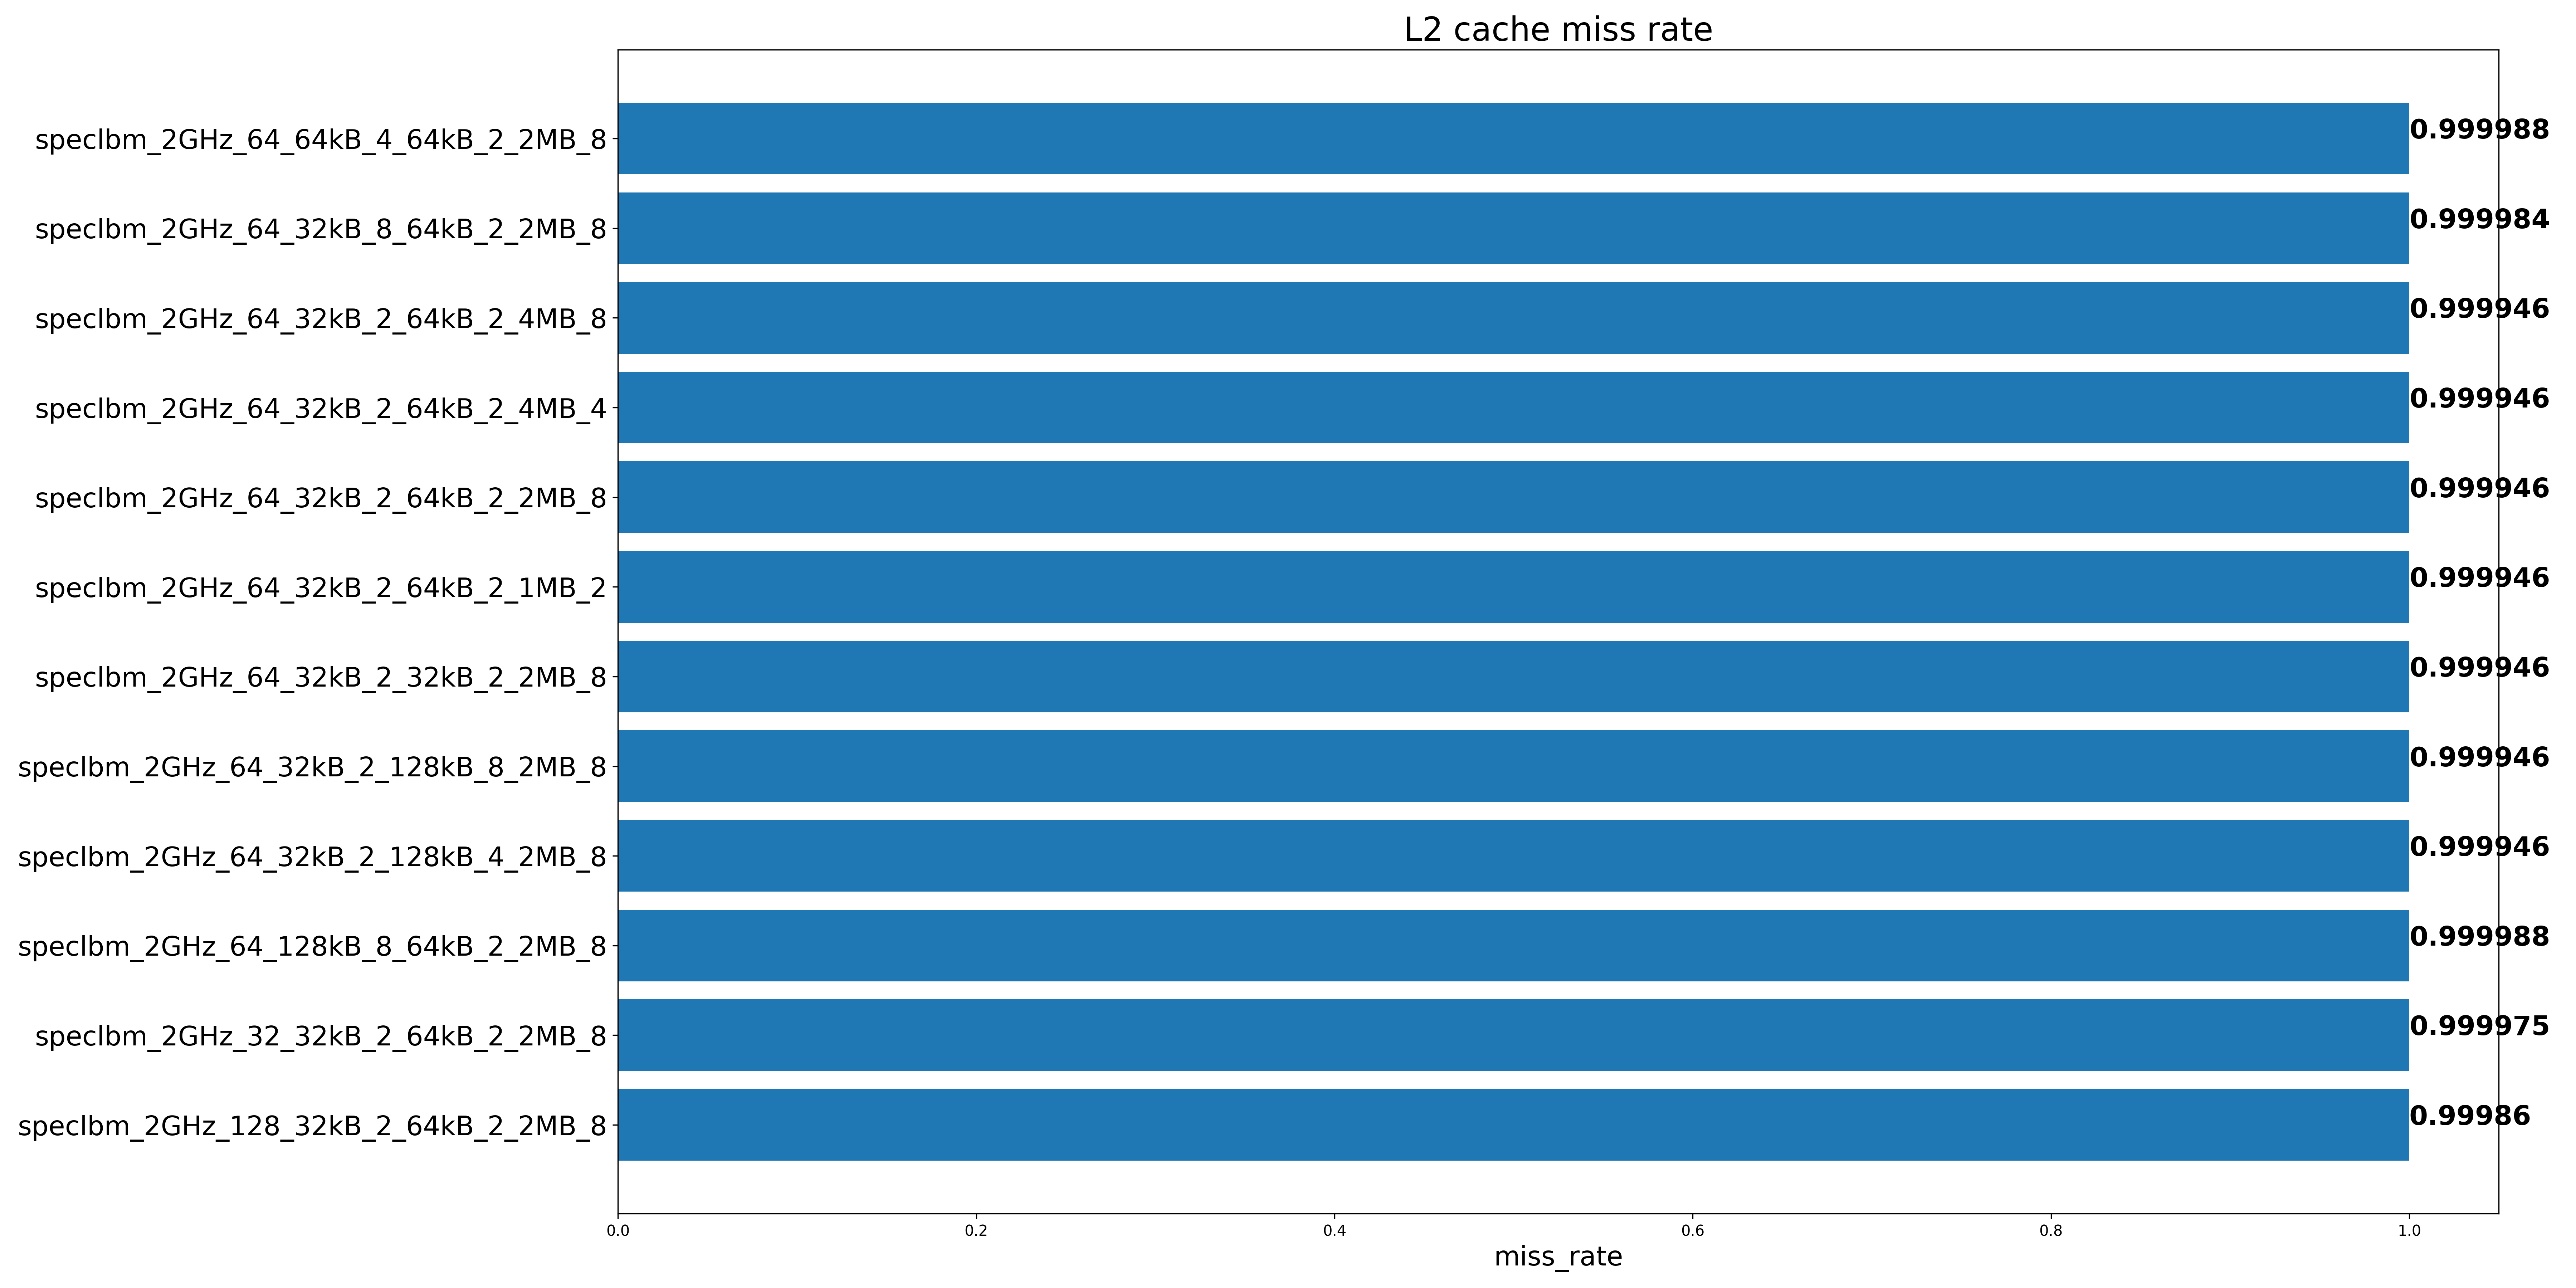 L2 cache miss rate
speclbm_2GHz_64_64kB_4_64kB_2_2MB_8 0.999988
speclbm_2GHz_64_32kB_8_64kB_2_2MB_8 0.999984
speclbm_2GHz_64_32kB_2_64kB_2_4MB_8 0.999946
speclbm_2GHz_64_32kB_2_64kB_2_4MB_4 0.999946
speclbm_2GHz_64_32kB_2_64kB_2_2MB_8 0.999946
speclbm_2GHz_64_32kB_2_64kB_2_1MB_2 0.999946
speclbm_2GHz_64_32kB_2_32kB_2_2MB_8 0.999946
speclbm_2GHz_64_32kB_2_128kB_8_2MB_8 0.999946
speclbm_2GHz_64_32kB_2_128kB_4_2MB_8 0.999946
speclbm_2GHz_64_128kB_8_64kB_2_2MB_8 0.999988
speclbm_2GHz_32_32kB_2_64kB_2_2MB_8 0.999975
speclbm_2GHz_128_32kB_2_64kB_2_2MB_8 0.99986
0.0 0.2 0.4 0.6 0.8 1.0
miss_rate